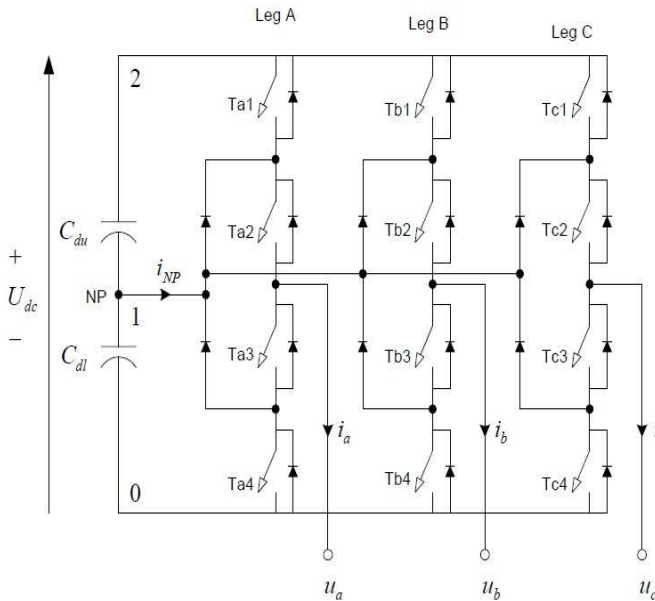 Leg A
Leg B
Leg C
2
Ta1
Tb1
Tc1
C_du
Ta2
Tb2
Tc2
+
U_dc
−
NP
i_NP
1
C_dl
Ta3
Tb3
Tc3
i_a
i_b
0
Ta4
Tb4
Tc4
u_a
u_b
u_c